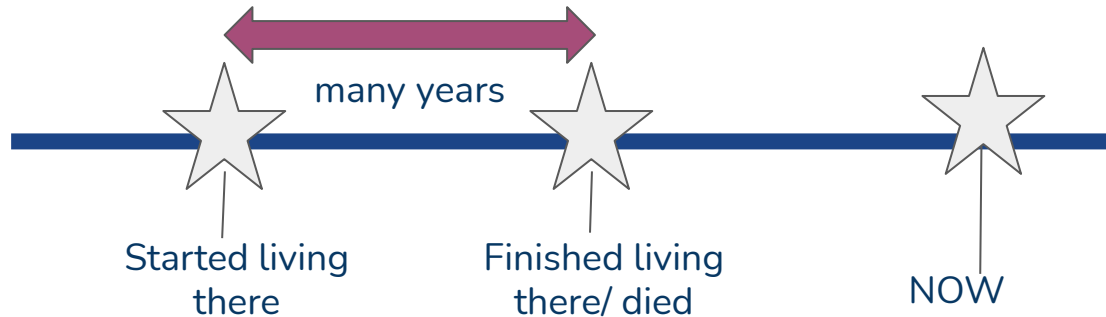 many years
Started living
there
Finished living
there/ died
NOW